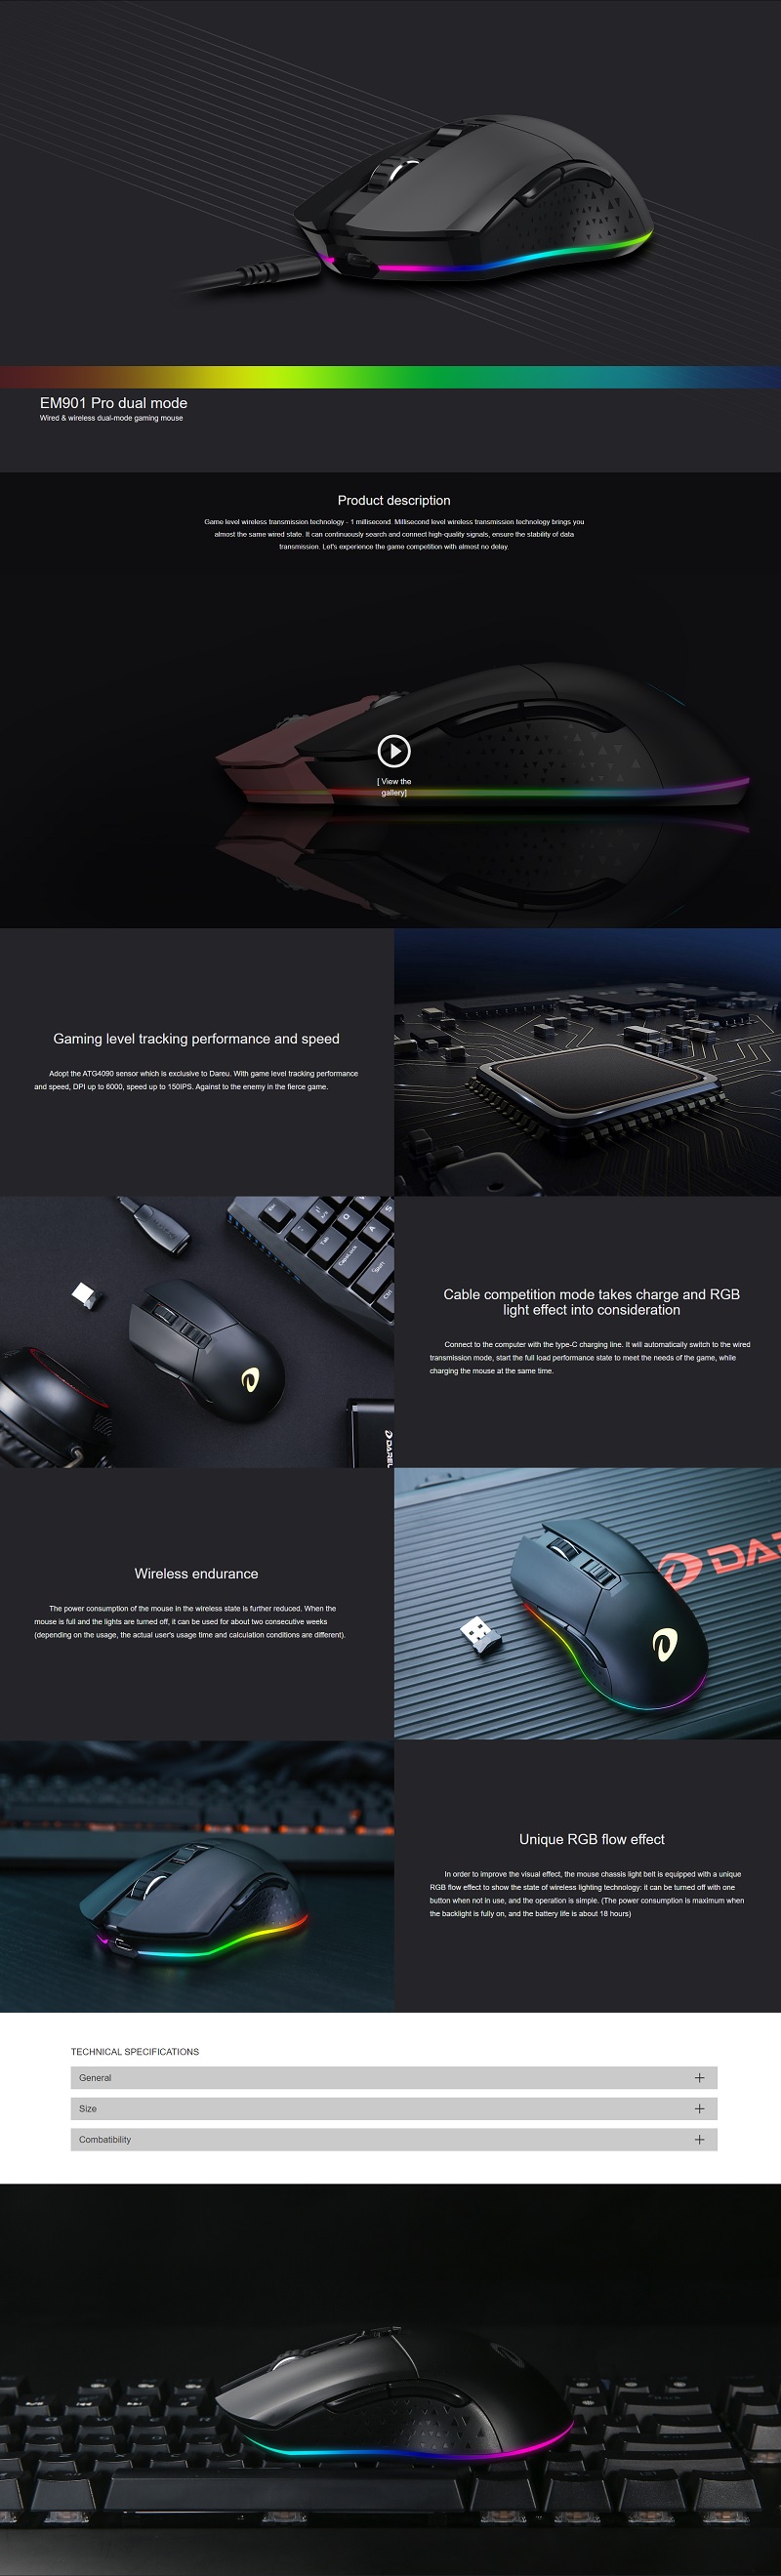 EM901 Pro dual mode
Wired & wireless dual-mode gaming mouse
Product description
Game level wireless transmission technology - 1 millisecond. Millisecond level wireless transmission technology brings you
almost the same wired state. It can continuously search and connect high-quality signals, ensure the stability of data
transmission. Let's experience the game competition with almost no delay.
[ View the
gallery]
Gaming level tracking performance and speed
Adopt the ATG4090 sensor which is exclusive to Dareu. With game level tracking performance
and speed, DPI up to 6000, speed up to 150IPS. Against to the enemy in the fierce game.
Tab
CapsLock
Shift
Ctrl
Q
A
S
DAREU
Cable competition mode takes charge and RGB
light effect into consideration
Connect to the computer with the type-C charging line. It will automatically switch to the wired
transmission mode, start the full load performance state to meet the needs of the game, while
charging the mouse at the same time.
Wireless endurance
The power consumption of the mouse in the wireless state is further reduced. When the
mouse is full and the lights are turned off, it can be used for about two consecutive weeks
(depending on the usage, the actual user's usage time and calculation conditions are different).
DAR
Unique RGB flow effect
In order to improve the visual effect, the mouse chassis light belt is equipped with a unique
RGB flow effect to show the state of wireless lighting technology: it can be turned off with one
button when not in use, and the operation is simple. (The power consumption is maximum when
the backlight is fully on, and the battery life is about 18 hours)
TECHNICAL SPECIFICATIONS
General
Size
Combatibility